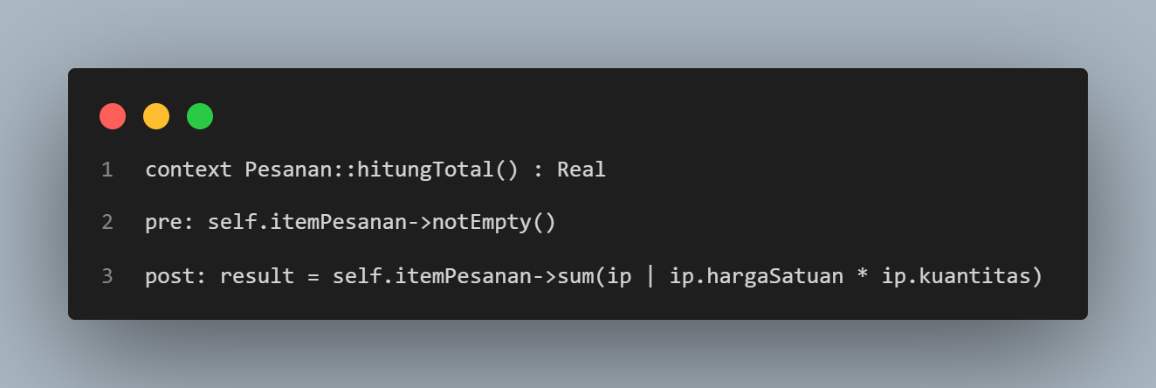 1 context Pesanan::hitungTotal() : Real
2 pre: self.itemPesanan->notEmpty()
3 post: result = self.itemPesanan->sum(ip | ip.hargaSatuan * ip.kuantitas)